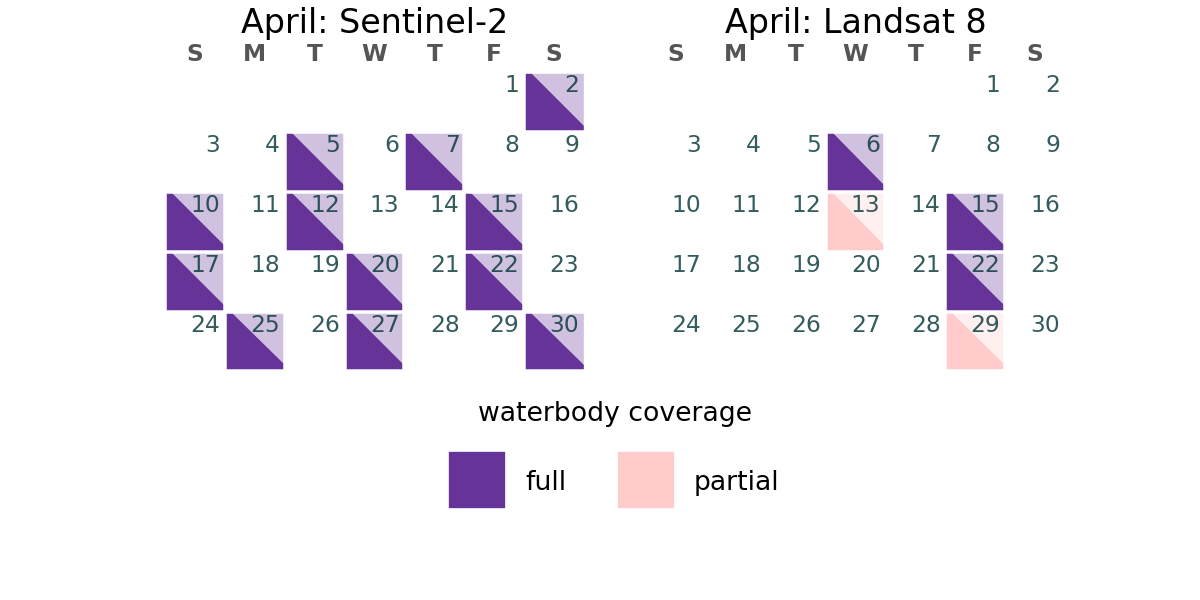 April: Sentinel-2
S M T W T F S
1 2
3 4 5 6 7 8 9
10 11 12 13 14 15 16
17 18 19 20 21 22 23
24 25 26 27 28 29 30
April: Landsat 8
S M T W T F S
1 2
3 4 5 6 7 8 9
10 11 12 13 14 15 16
17 18 19 20 21 22 23
24 25 26 27 28 29 30
waterbody coverage
full
partial